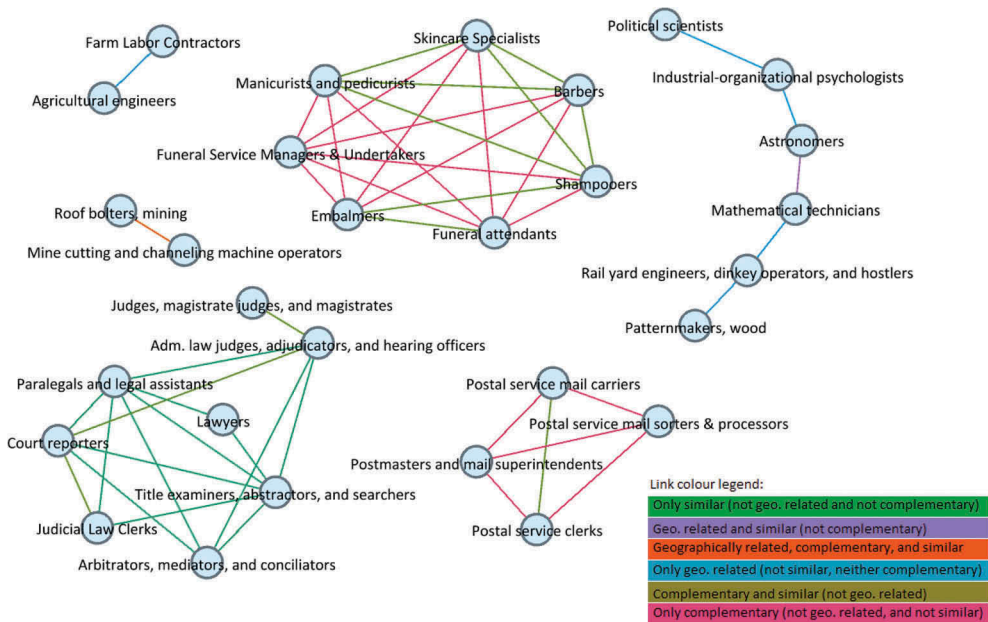 Farm Labor Contractors
Agricultural engineers
Skincare Specialists
Manicurists and pedicurists
Barbers
Funeral Service Managers & Undertakers
Shampooers
Embalmers
Funeral attendants
Political scientists
Industrial-organizational psychologists
Astronomers
Mathematical technicians
Rail yard engineers, dinkey operators, and hostlers
Patternmakers, wood
Roof bolters, mining
Mine cutting and channeling machine operators
Judges, magistrate judges, and magistrates
Adm. law judges, adjudicators, and hearing officers
Paralegals and legal assistants
Lawyers
Court reporters
Title examiners, abstractors, and searchers
Judicial Law Clerks
Arbitrators, mediators, and conciliators
Postal service mail carriers
Postal service mail sorters & processors
Postmasters and mail superintendents
Postal service clerks
Link colour legend:
Only similar (not geo. related and not complementary)
Geo. related and similar (not complementary)
Geographically related, complementary, and similar
Only geo. related (not similar, neither complementary)
Complementary and similar (not geo. related)
Only complementary (not geo. related, and not similar)